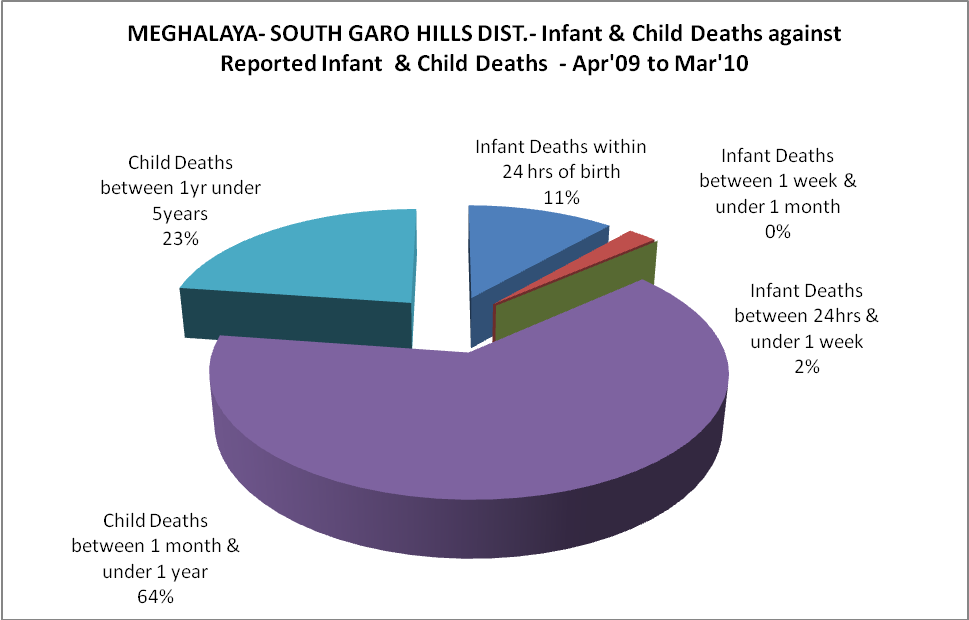 MEGHALAYA- SOUTH GARO HILLS DIST.- Infant & Child Deaths against
Reported Infant & Child Deaths - Apr'09 to Mar'10
Child Deaths
between 1yr under
5years
23%
Infant Deaths within
24 hrs of birth
11%
Infant Deaths
between 1 week &
under 1 month
0%
Infant Deaths
between 24hrs &
under 1 week
2%
Child Deaths
between 1 month &
under 1 year
64%